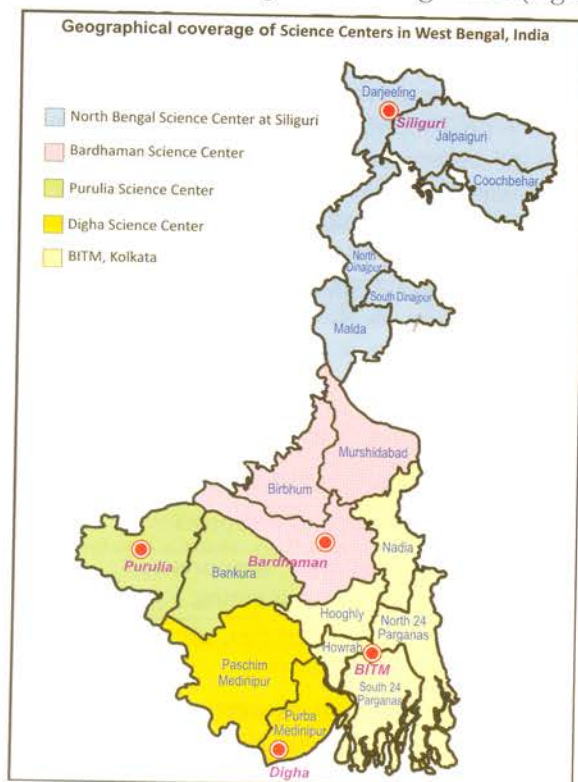 Geographical coverage of Science Centers in West Bengal, India
North Bengal Science Center at Siliguri
Bardhaman Science Center
Purulia Science Center
Digha Science Center
BITM, Kolkata
Darjeeling
Siliguri
Jalpaiguri
Coochbehar
North
Dinajpur
South Dinajpur
Malda
Murshidabad
Birbhum
Nadia
Purulia
Bankura
Bardhaman
Hooghly
North 24
Parganas
Howrah
BITM
South 24
Parganas
Paschim
Medinipur
Purba
Medinipur
Digha